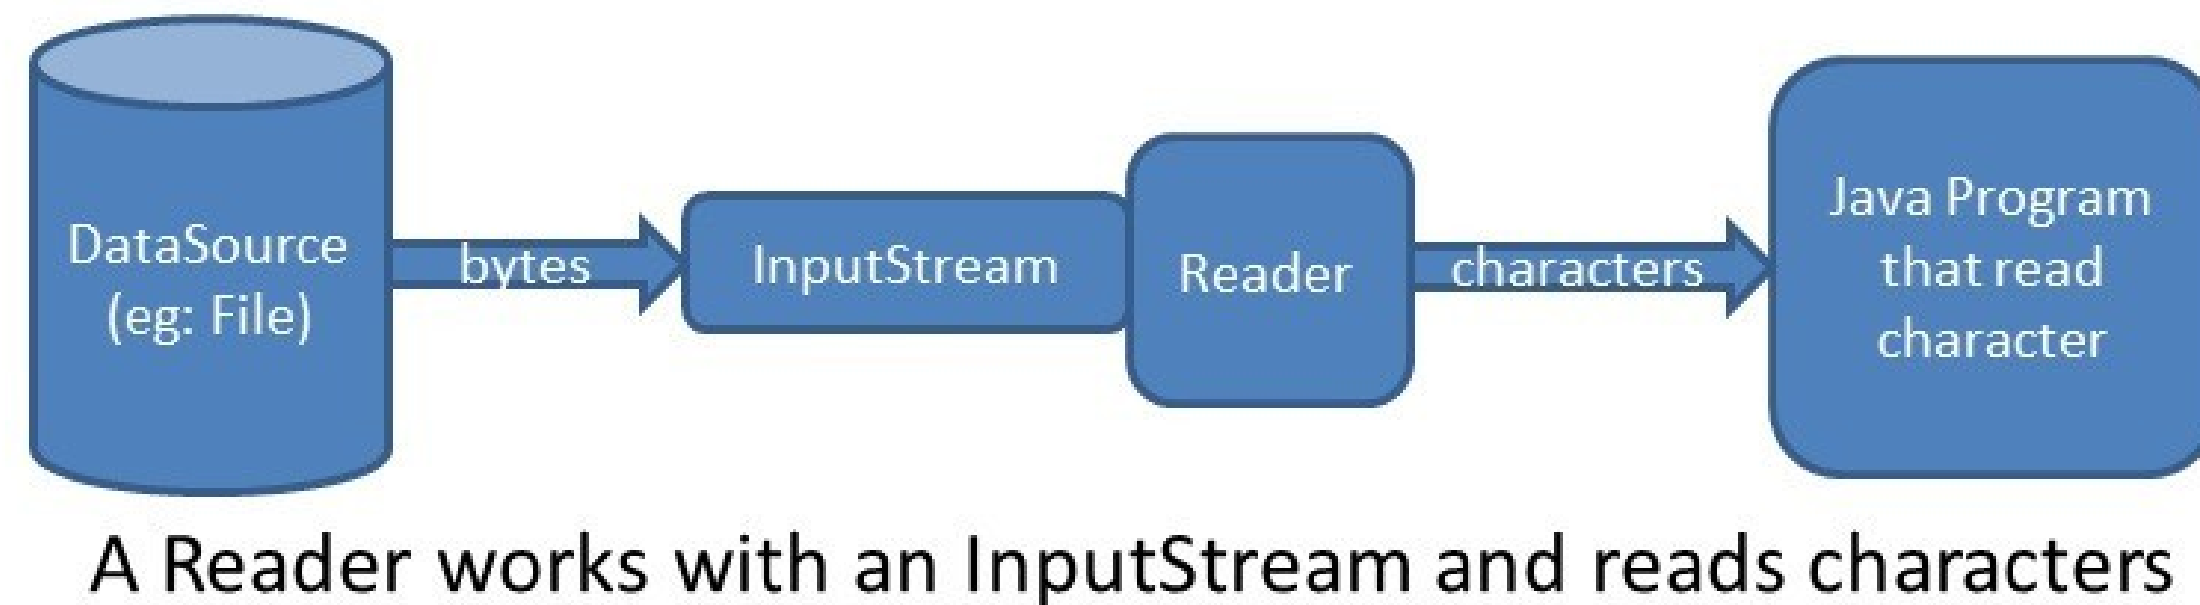 DataSource
(eg: File)
bytes
InputStream
Reader
characters
Java Program
that read
character
A Reader works with an InputStream and reads characters